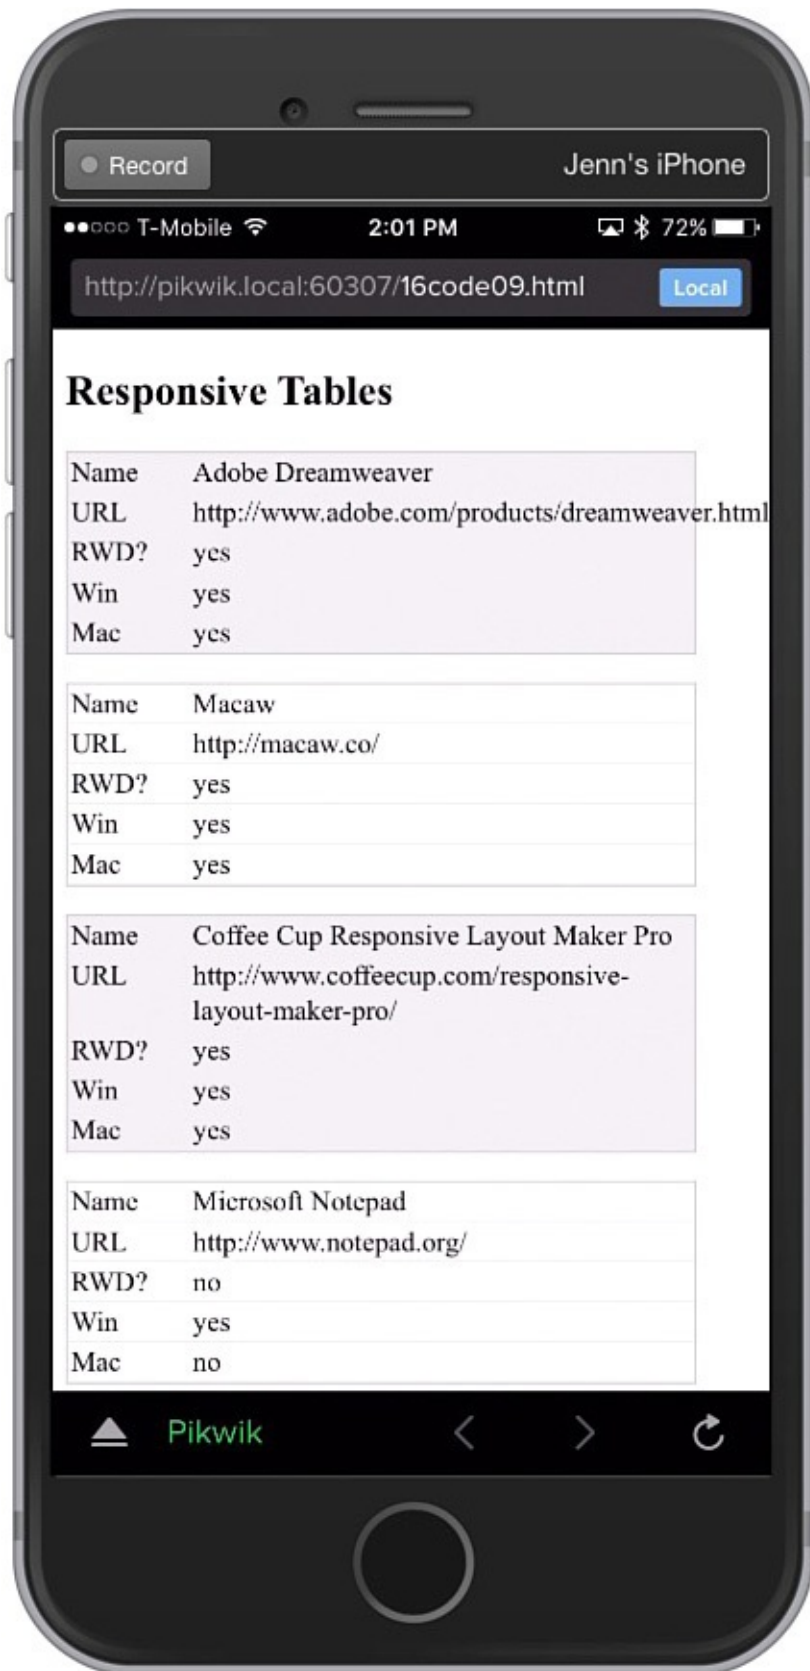 Record Jenn's iPhone
T-Mobile 2:01 PM 72%
http://pikwik.local:60307/16code09.html Local
Responsive Tables
Name Adobe Dreamweaver
URL http://www.adobe.com/products/dreamweaver.html
RWD? yes
Win yes
Mac yes
Name Macaw
URL http://macaw.co/
RWD? yes
Win yes
Mac yes
Name Coffee Cup Responsive Layout Maker Pro
URL http://www.coffeecup.com/responsive-
layout-maker-pro/
RWD? yes
Win yes
Mac yes
Name Microsoft Notepad
URL http://www.notepad.org/
RWD? no
Win yes
Mac no
Pikwik